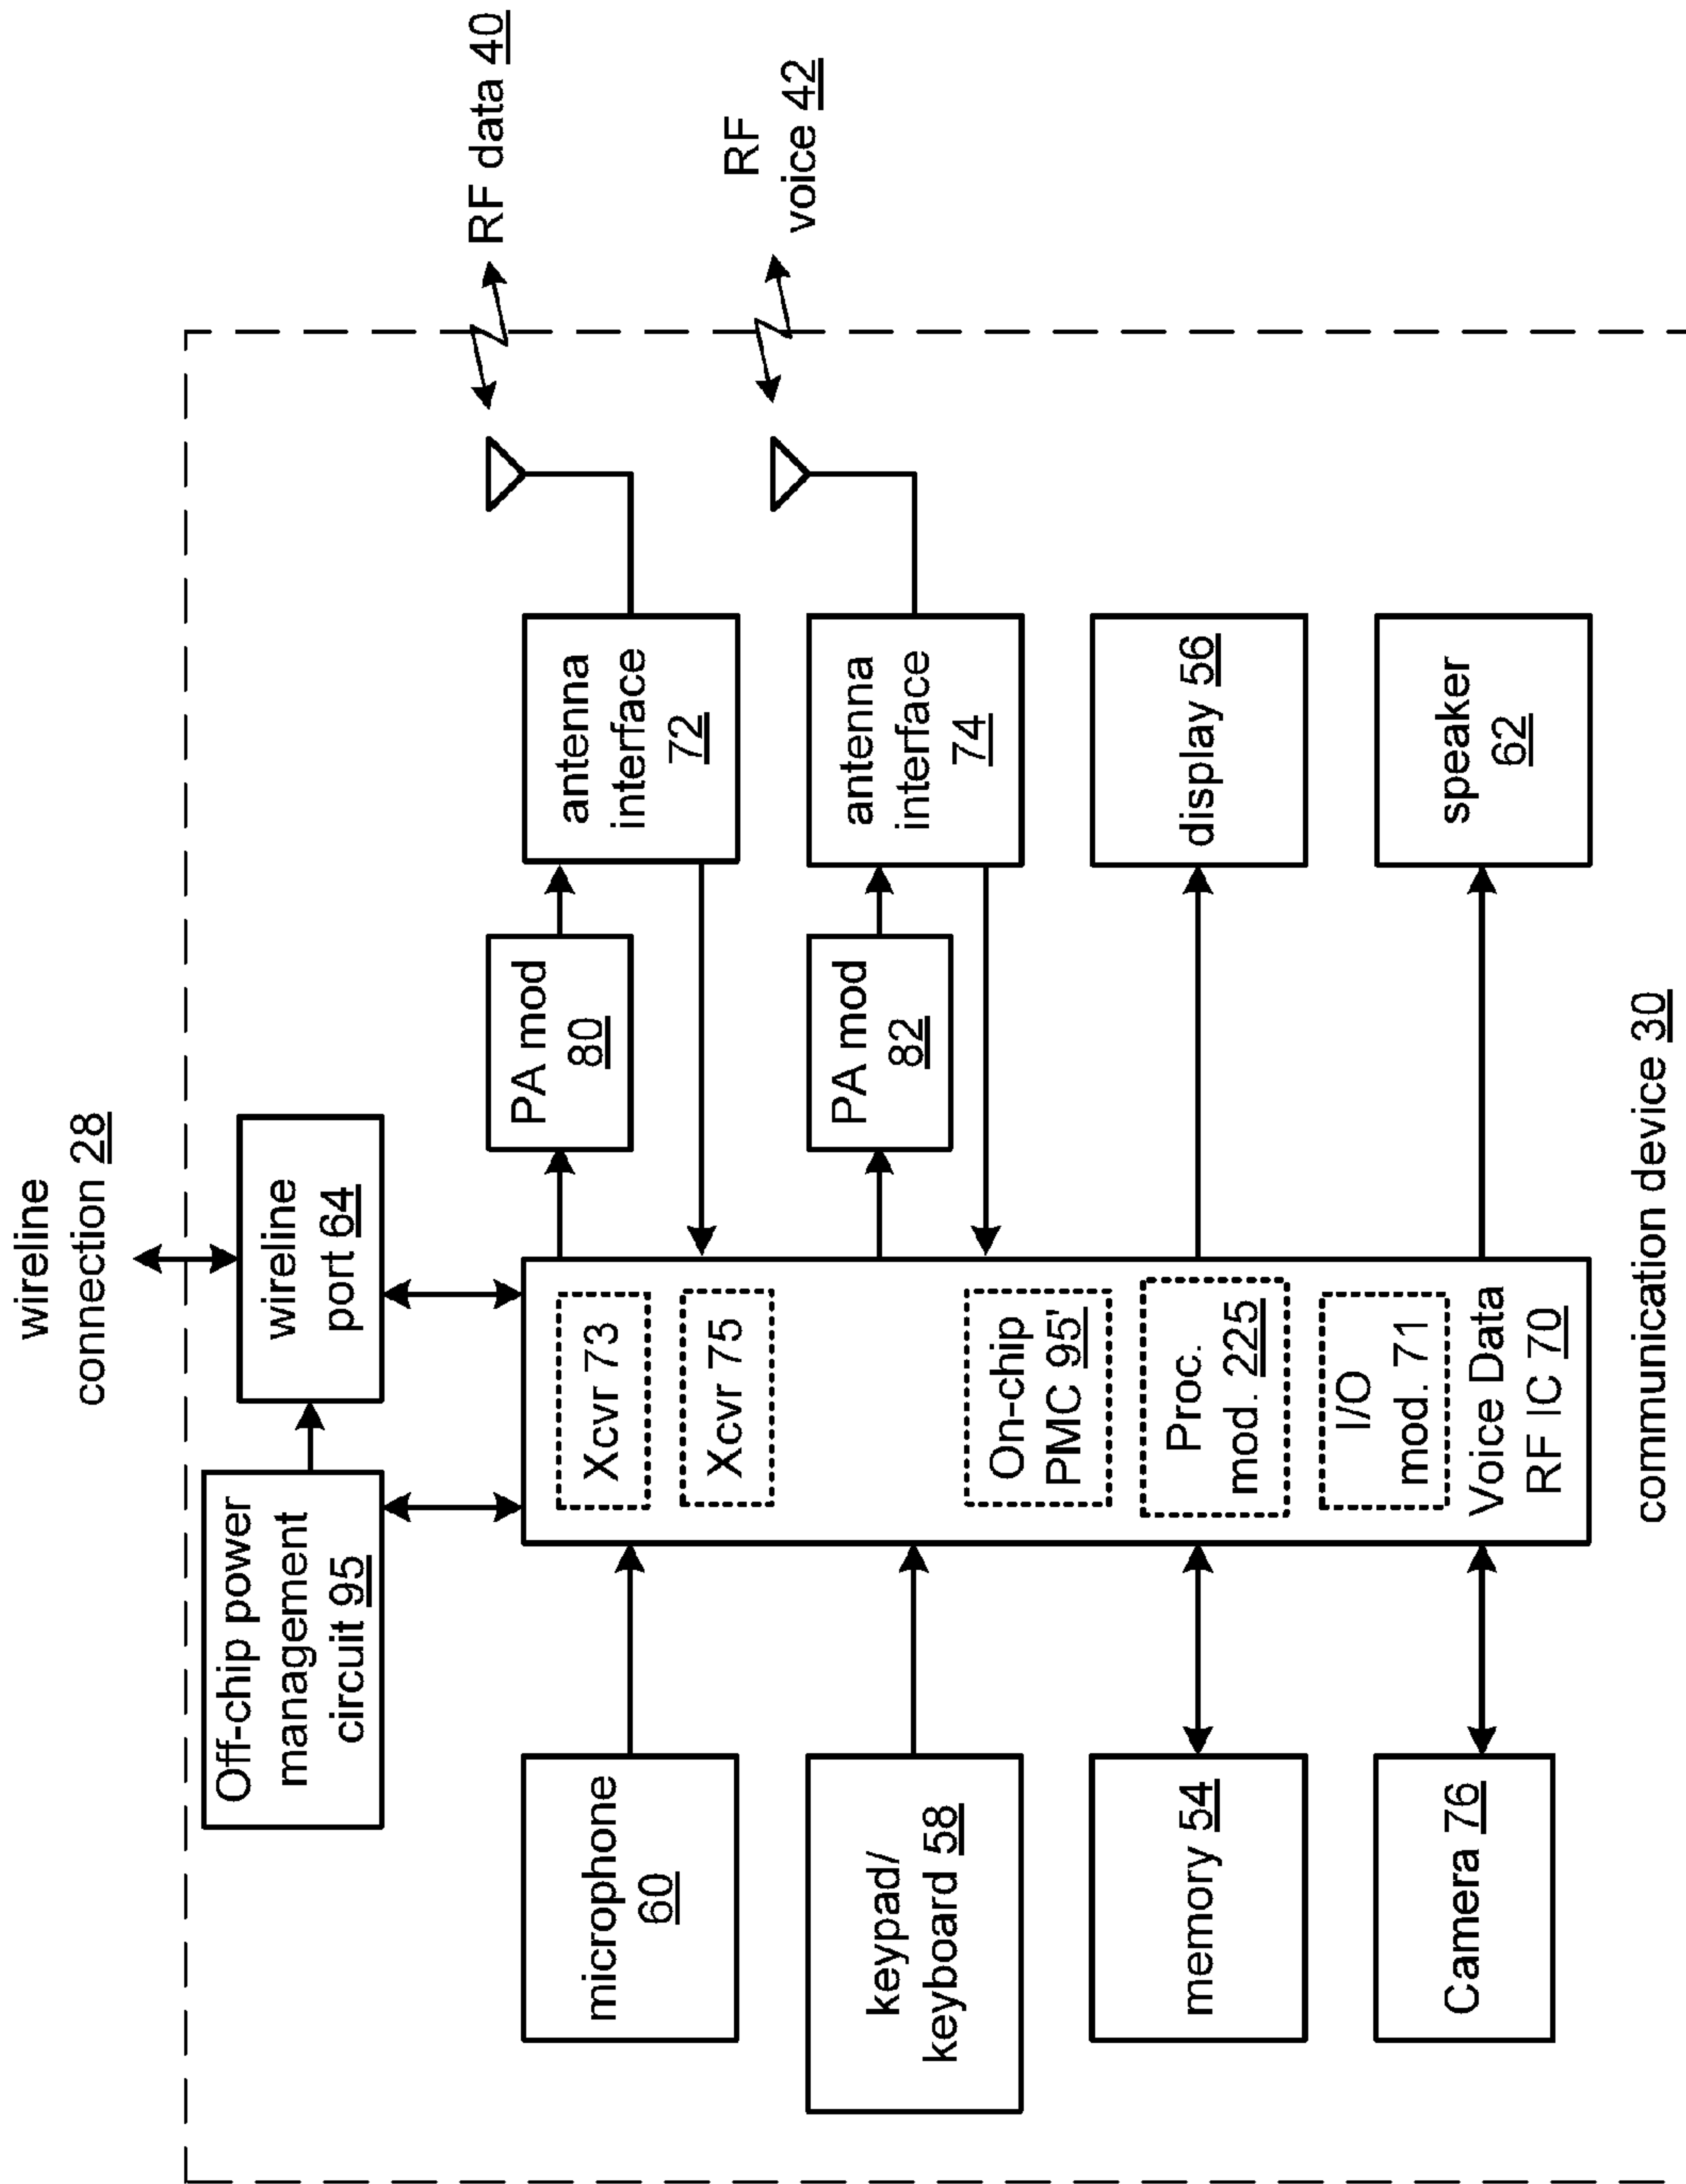 wireline
connection 28
Off-chip power
management
circuit 95
wireline
port 64
RF data 40
RF
voice 42
microphone
60
keypad/
keyboard 58
memory 54
Camera 76
Xcvr 73
Xcvr 75
On-chip
PMC 95'
Proc.
mod. 225
I/O
mod. 71
Voice Data
RF IC 70
PA mod
80
PA mod
82
antenna
interface
72
antenna
interface
74
display 56
speaker
62
communication device 30